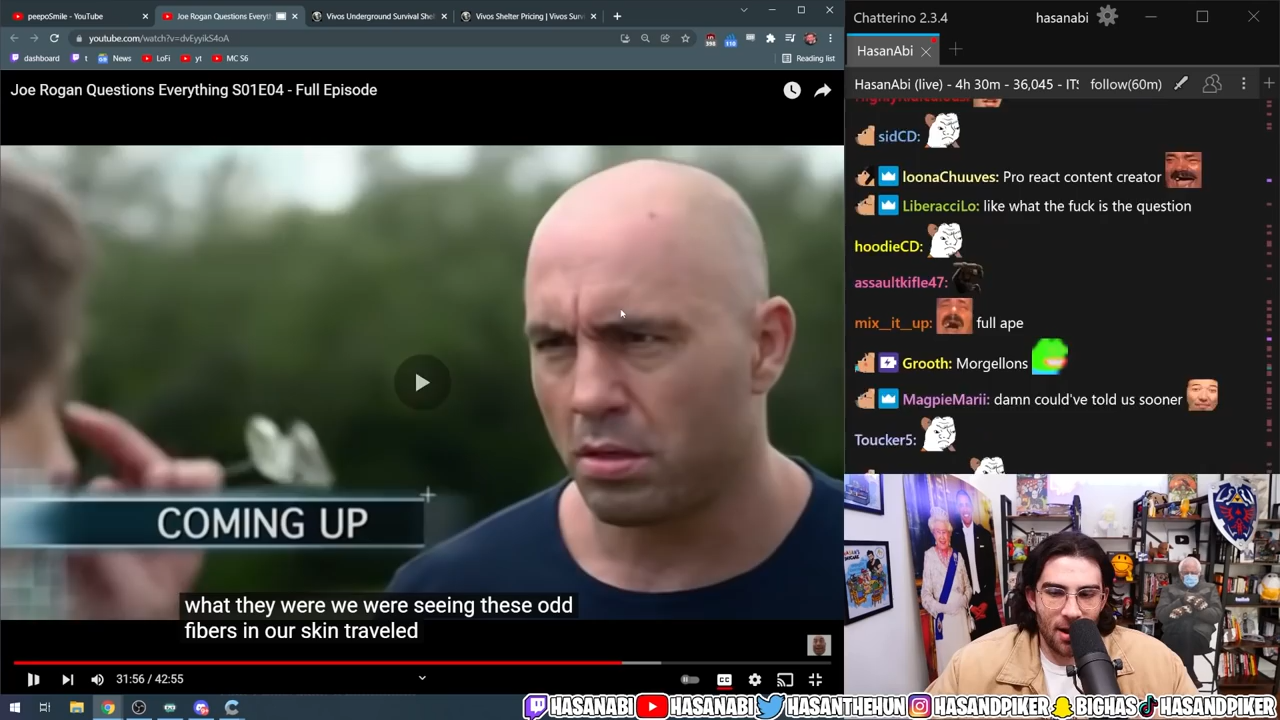 peepoSmile - YouTube
Joe Rogan Questions Everyth
Vivos Underground Survival She
Vivos Shelter Pricing | Vivos Surv
youtube.com/watch?v=dvEyyikS4oA
398
318
dashboard
t
News
LoFi
yt
MC S6
Reading list
Joe Rogan Questions Everything S01E04 - Full Episode
COMING UP
what they were we were seeing these odd
fibers in our skin traveled
31:56 / 42:55
Chatterino 2.3.4
hasanabi
HasanAbi
HasanAbi (live) - 4h 30m - 36,045 - IT'
follow(60m)
sidCD:
loonaChuuves: Pro react content creator
LiberacciLo: like what the fuck is the question
hoodieCD:
assaultkifle47:
mix__it__up: full ape
Grooth: Morgellons
MagpieMarii: damn could've told us sooner
Toucker5:
HASANABI
HASANABI
HASANTHEHUN
HASANDPIKER
BIGHAS
HASANDPIKER